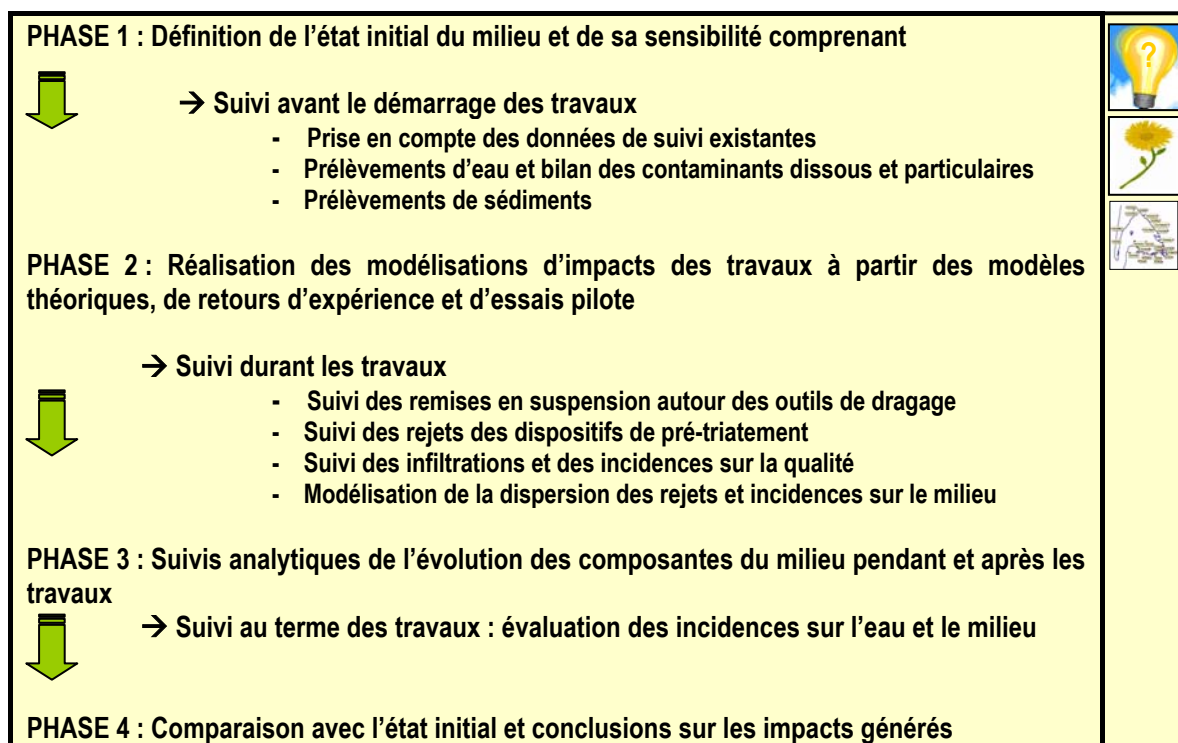 PHASE 1 : Définition de l'état initial du milieu et de sa sensibilité comprenant
→ Suivi avant le démarrage des travaux
- Prise en compte des données de suivi existantes
- Prélèvements d'eau et bilan des contaminants dissous et particulaires
- Prélèvements de sédiments
PHASE 2 : Réalisation des modélisations d'impacts des travaux à partir des modèles
théoriques, de retours d'expérience et d'essais pilote
→ Suivi durant les travaux
- Suivi des remises en suspension autour des outils de dragage
- Suivi des rejets des dispositifs de pré-triatement
- Suivi des infiltrations et des incidences sur la qualité
- Modélisation de la dispersion des rejets et incidences sur le milieu
PHASE 3 : Suivis analytiques de l'évolution des composantes du milieu pendant et après les
travaux
→ Suivi au terme des travaux : évaluation des incidences sur l'eau et le milieu
PHASE 4 : Comparaison avec l'état initial et conclusions sur les impacts générés
?